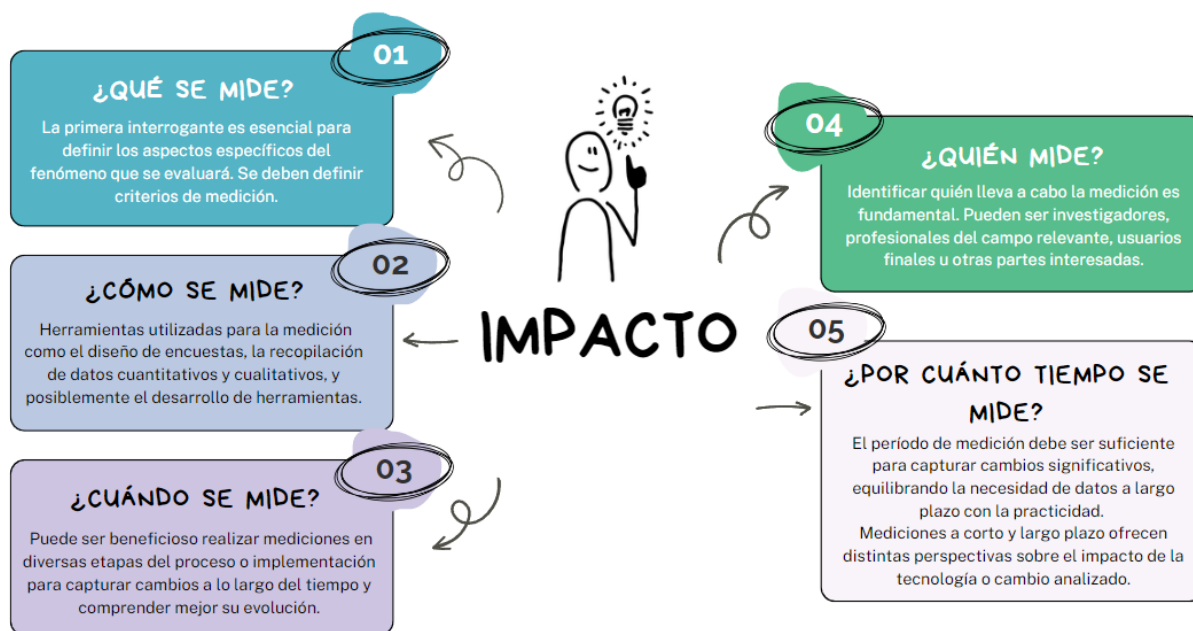 01
¿QUÉ SE MIDE?
La primera interrogante es esencial para
definir los aspectos específicos del
fenómeno que se evaluará. Se deben definir
criterios de medición.
02
¿CÓMO SE MIDE?
Herramientas utilizadas para la medición
como el diseño de encuestas, la recopilación
de datos cuantitativos y cualitativos, y
posiblemente el desarrollo de herramientas.
03
¿CUÁNDO SE MIDE?
Puede ser beneficioso realizar mediciones en
diversas etapas del proceso o implementación
para capturar cambios a lo largo del tiempo y
comprender mejor su evolución.
IMPACTO
04
¿QUIÉN MIDE?
Identificar quién lleva a cabo la medición es
fundamental. Pueden ser investigadores,
profesionales del campo relevante, usuarios
finales u otras partes interesadas.
05
¿POR CUÁNTO TIEMPO SE
MIDE?
El período de medición debe ser suficiente
para capturar cambios significativos,
equilibrando la necesidad de datos a largo
plazo con la practicidad.
Mediciones a corto y largo plazo ofrecen
distintas perspectivas sobre el impacto de la
tecnología o cambio analizado.